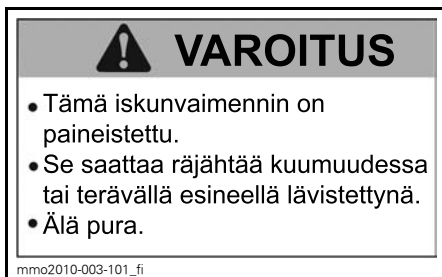 VAROITUS
• Tämä iskunvaimennin on
paineistettu.
• Se saattaa räjähtää kuumuudessa
tai terävällä esineellä lävistettynä.
• Älä pura.
mmo2010-003-101_fi